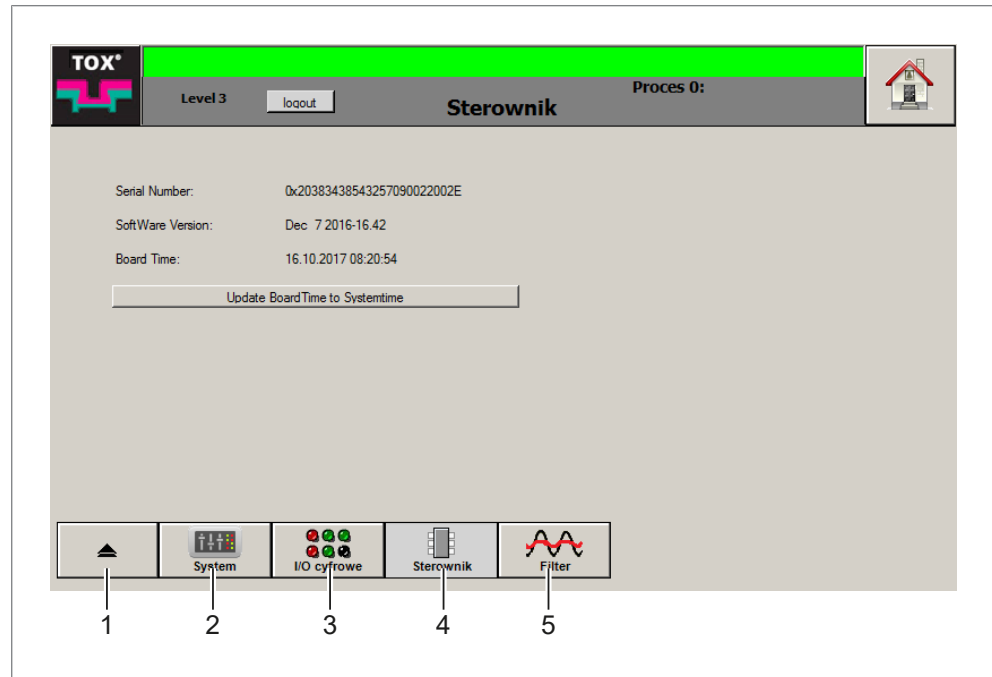 TOX®
Level 3 logout Sterownik Proces 0:
Serial Number: 0x20383438543257090022002E
SoftWare Version: Dec 7 2016-16.42
Board Time: 16.10.2017 08:20:54
Update BoardTime to Systemtime
System I/O cyfrowe Sterownik Filter
1 2 3 4 5